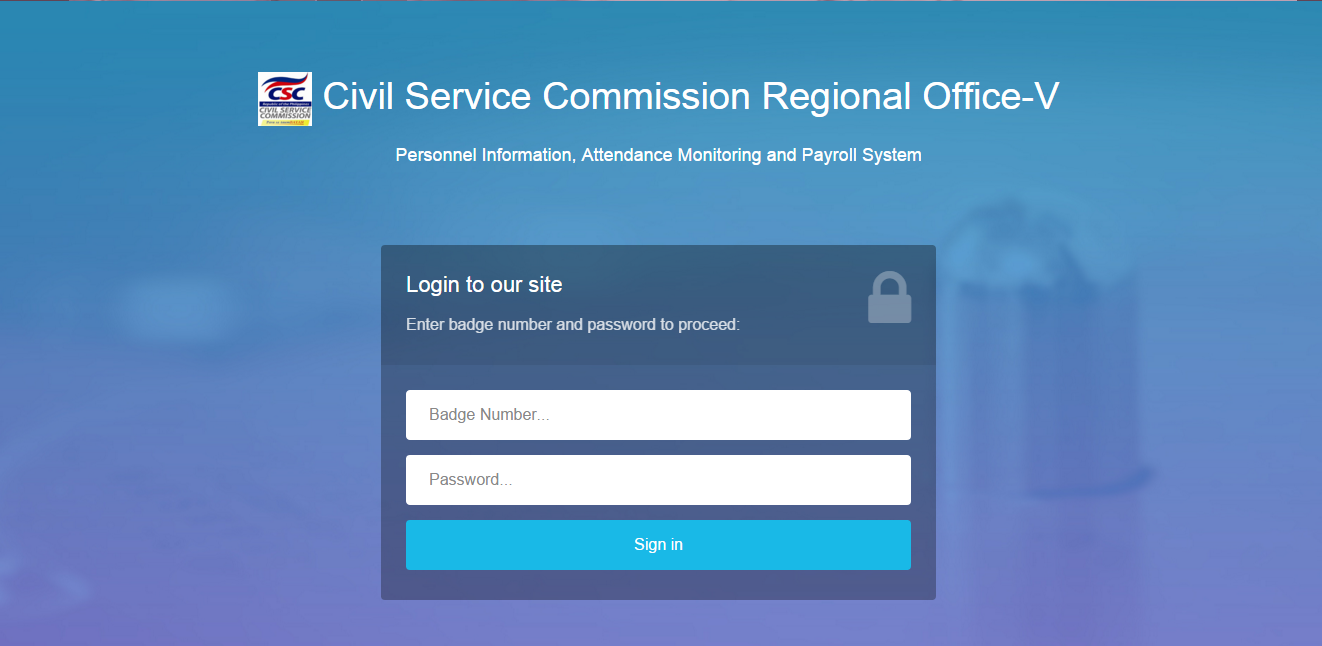 CSC
Republic of the Philippines
CIVIL SERVICE
COMMISSION
Civil Service Commission Regional Office-V
Personnel Information, Attendance Monitoring and Payroll System
Login to our site
Enter badge number and password to proceed:
Badge Number...
Password...
Sign in